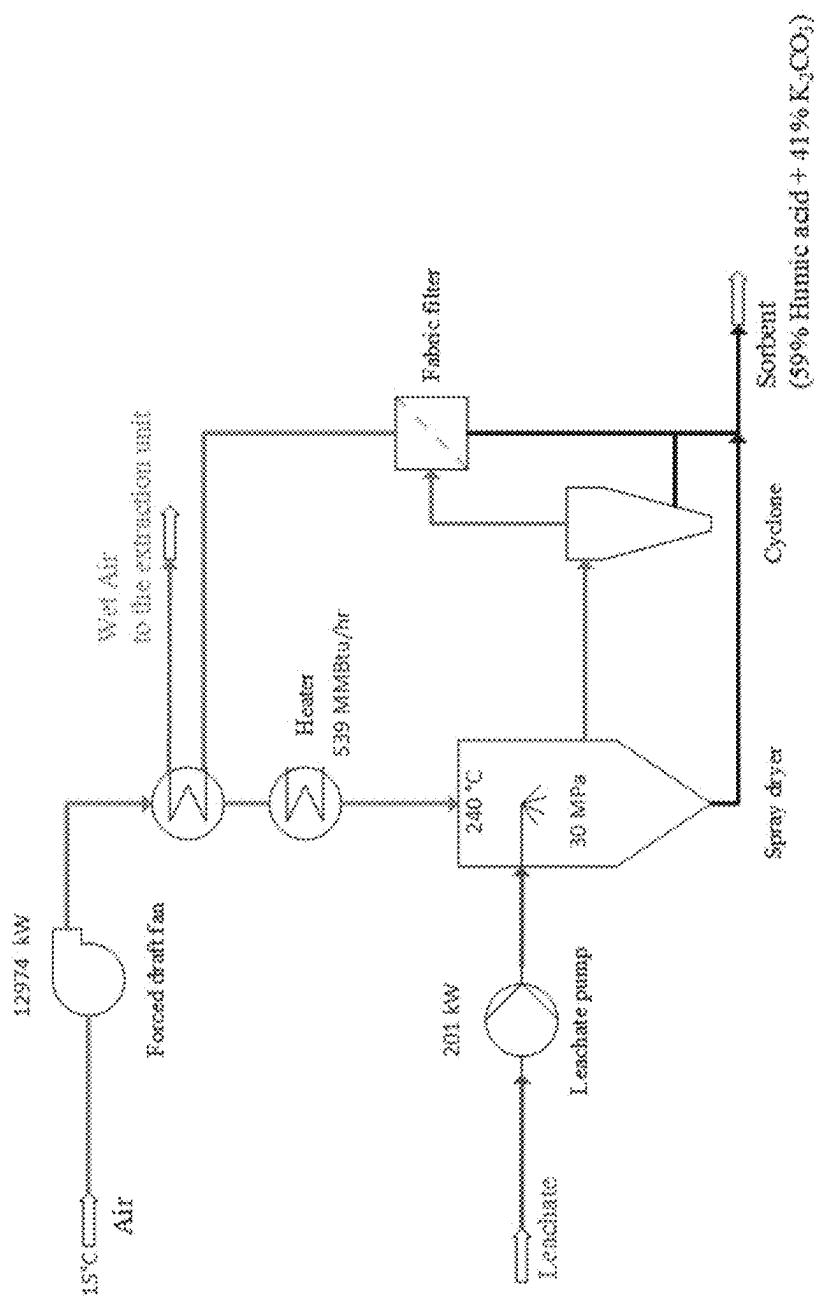 12974 kW
Forced draft fan
15°C
Air
Wet Air
to the extraction unit
Heater
539 MMBtu/hr
Fabric filter
240 °C
30 MPa
201 kW
Leachate pump
Leachate
Spray dryer
Cyclone
Sorbent
(59% Humic acid + 41% K₂CO₃)